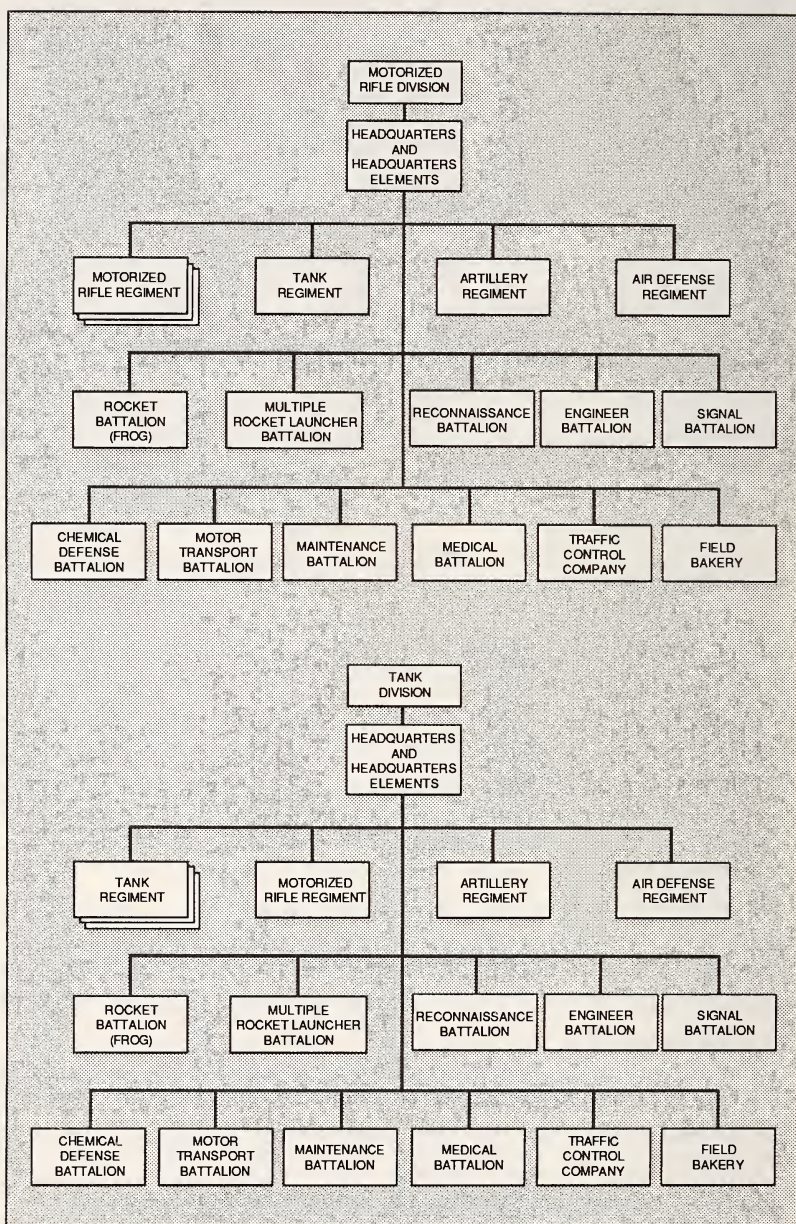 MOTORIZED
RIFLE DIVISION
HEADQUARTERS
AND
HEADQUARTERS
ELEMENTS
MOTORIZED
RIFLE REGIMENT
TANK
REGIMENT
ARTILLERY
REGIMENT
AIR DEFENSE
REGIMENT
ROCKET
BATTALION
(FROG)
MULTIPLE
ROCKET LAUNCHER
BATTALION
RECONNAISSANCE
BATTALION
ENGINEER
BATTALION
SIGNAL
BATTALION
CHEMICAL
DEFENSE
BATTALION
MOTOR
TRANSPORT
BATTALION
MAINTENANCE
BATTALION
MEDICAL
BATTALION
TRAFFIC
CONTROL
COMPANY
FIELD
BAKERY
TANK
DIVISION
HEADQUARTERS
AND
HEADQUARTERS
ELEMENTS
TANK
REGIMENT
MOTORIZED
RIFLE REGIMENT
ARTILLERY
REGIMENT
AIR DEFENSE
REGIMENT
ROCKET
BATTALION
(FROG)
MULTIPLE
ROCKET LAUNCHER
BATTALION
RECONNAISSANCE
BATTALION
ENGINEER
BATTALION
SIGNAL
BATTALION
CHEMICAL
DEFENSE
BATTALION
MOTOR
TRANSPORT
BATTALION
MAINTENANCE
BATTALION
MEDICAL
BATTALION
TRAFFIC
CONTROL
COMPANY
FIELD
BAKERY